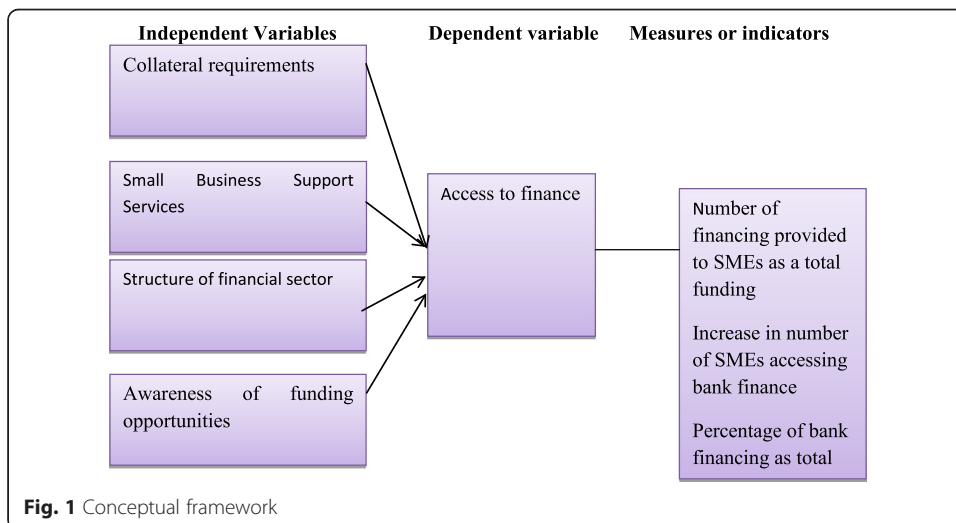 Independent Variables
Dependent variable
Measures or indicators
Collateral requirements
Small Business Support
Services
Structure of financial sector
Awareness of funding
opportunities
Access to finance
Number of
financing provided
to SMEs as a total
funding
Increase in number
of SMEs accessing
bank finance
Percentage of bank
financing as total
Fig. 1 Conceptual framework